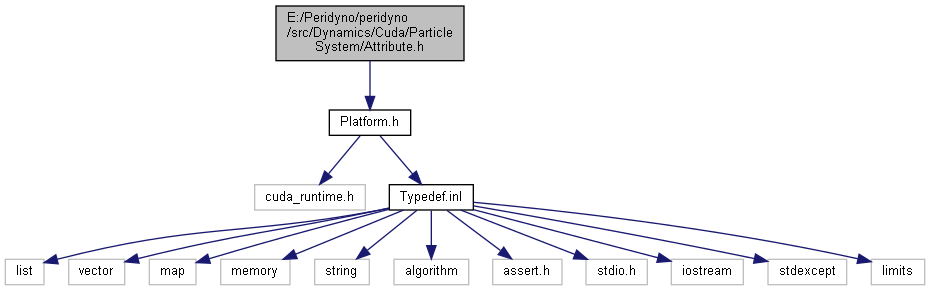 E:/Peridyno/peridyno
/src/Dynamics/Cuda/Particle
System/Attribute.h
Platform.h
cuda_runtime.h
Typedef.inl
list
vector
map
memory
string
algorithm
assert.h
stdio.h
iostream
stdexcept
limits